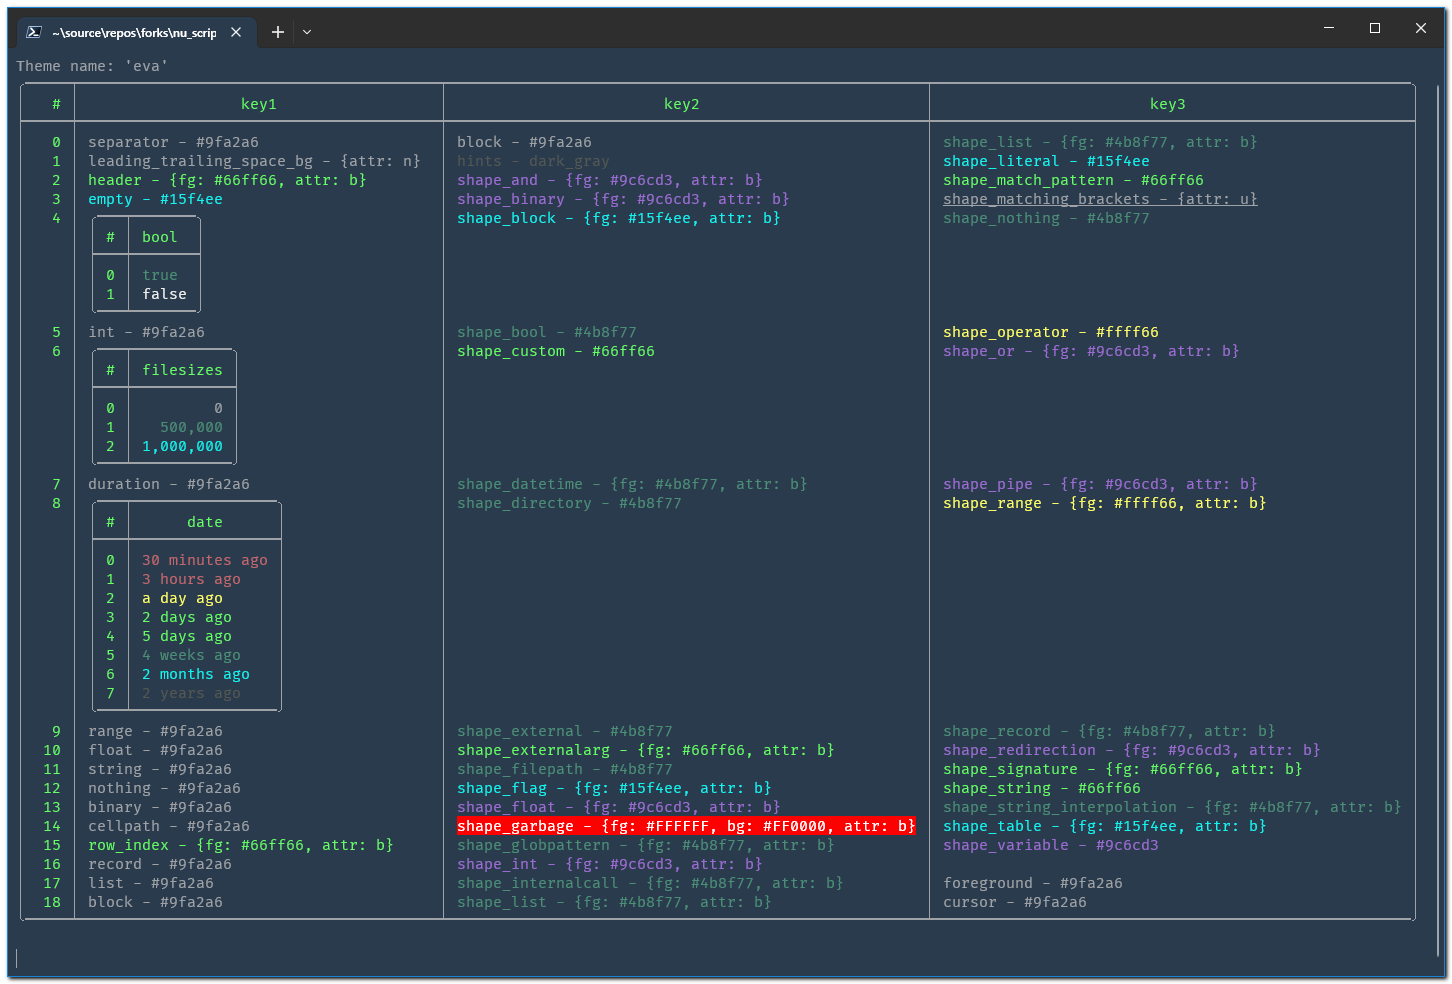 ~\source\repos\forks\nu_scrip
Theme name: 'eva'
# key1 key2 key3
0 separator - #9fa2a6 block - #9fa2a6 shape_list - {fg: #4b8f77, attr: b}
1 leading_trailing_space_bg - {attr: n} hints - dark_gray shape_literal - #15f4ee
2 header - {fg: #66ff66, attr: b} shape_and - {fg: #9c6cd3, attr: b} shape_match_pattern - #66ff66
3 empty - #15f4ee shape_binary - {fg: #9c6cd3, attr: b} shape_matching_brackets - {attr: u}
4 shape_block - {fg: #15f4ee, attr: b} shape_nothing - #4b8f77
# bool
0 true
1 false
5 int - #9fa2a6 shape_bool - #4b8f77 shape_operator - #ffff66
6 shape_custom - #66ff66 shape_or - {fg: #9c6cd3, attr: b}
# filesizes
0 0
1 500,000
2 1,000,000
7 duration - #9fa2a6 shape_datetime - {fg: #4b8f77, attr: b} shape_pipe - {fg: #9c6cd3, attr: b}
8 shape_directory - #4b8f77 shape_range - {fg: #ffff66, attr: b}
# date
0 30 minutes ago
1 3 hours ago
2 a day ago
3 2 days ago
4 5 days ago
5 4 weeks ago
6 2 months ago
7 2 years ago
9 range - #9fa2a6 shape_external - #4b8f77 shape_record - {fg: #4b8f77, attr: b}
10 float - #9fa2a6 shape_externalarg - {fg: #66ff66, attr: b} shape_redirection - {fg: #9c6cd3, attr: b}
11 string - #9fa2a6 shape_filepath - #4b8f77 shape_signature - {fg: #66ff66, attr: b}
12 nothing - #9fa2a6 shape_flag - {fg: #15f4ee, attr: b} shape_string - #66ff66
13 binary - #9fa2a6 shape_float - {fg: #9c6cd3, attr: b} shape_string_interpolation - {fg: #4b8f77, attr: b}
14 cellpath - #9fa2a6 shape_garbage - {fg: #FFFFFF, bg: #FF0000, attr: b} shape_table - {fg: #15f4ee, attr: b}
15 row_index - {fg: #66ff66, attr: b} shape_globpattern - {fg: #4b8f77, attr: b} shape_variable - #9c6cd3
16 record - #9fa2a6 shape_int - {fg: #9c6cd3, attr: b}
17 list - #9fa2a6 shape_internalcall - {fg: #4b8f77, attr: b} foreground - #9fa2a6
18 block - #9fa2a6 shape_list - {fg: #4b8f77, attr: b} cursor - #9fa2a6